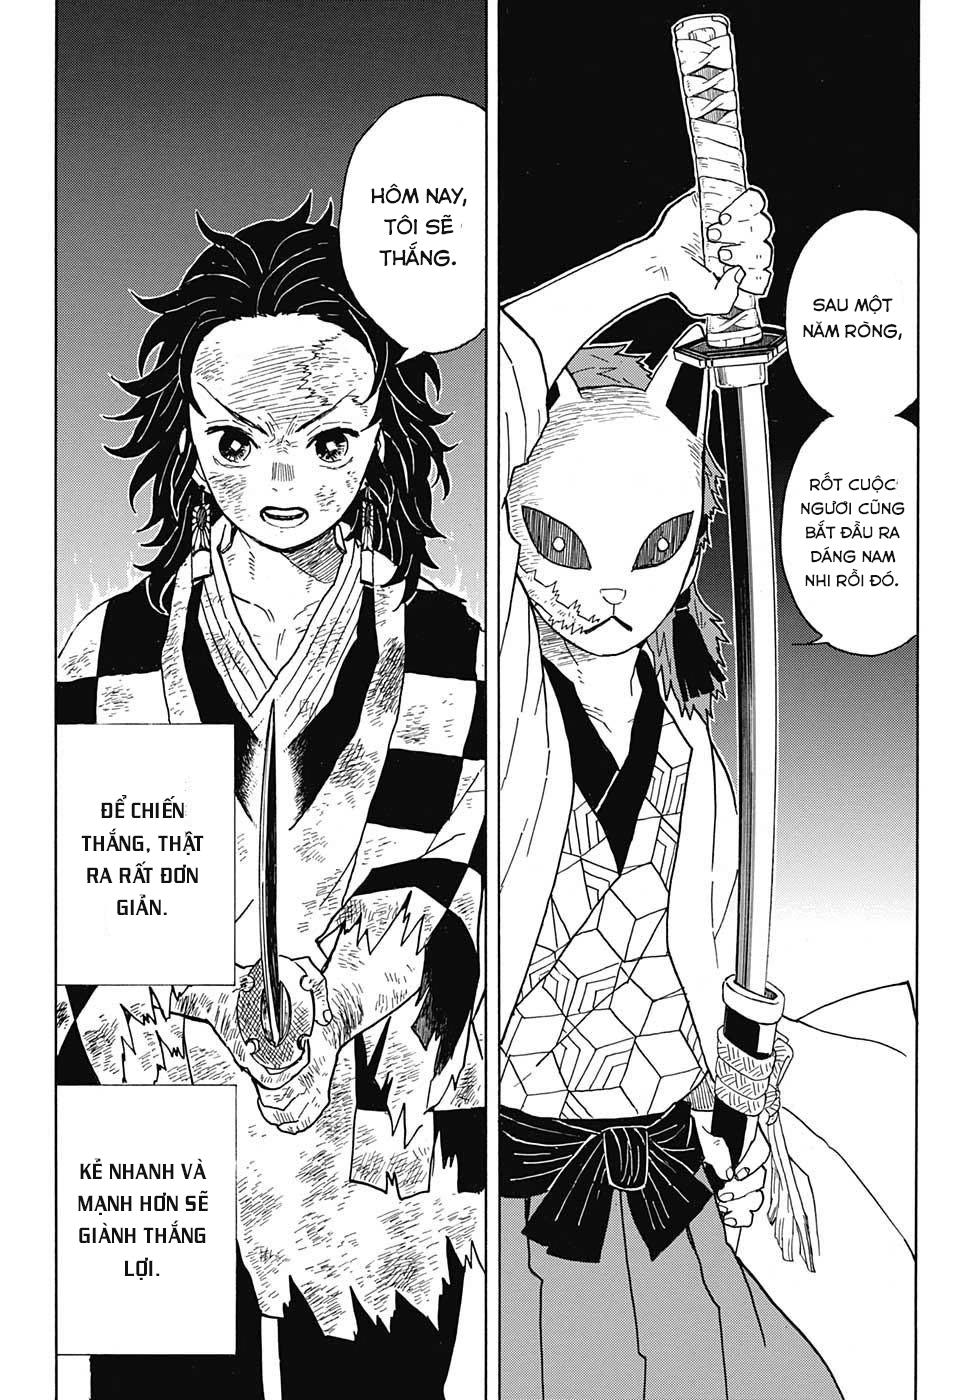 SAU MỘT
NĂM RÒNG,
RỐT CUỘC
NGƯƠI CŨNG
BẮT ĐẦU RA
DÁNG NAM
NHI RỒI ĐÓ.
HÔM NAY,
TÔI SẼ
THẮNG.
ĐỂ CHIẾN
THẮNG, THẬT
RA RẤT ĐƠN
GIẢN.
KẺ NHANH VÀ
MẠNH HƠN SẼ
GIÀNH THẮNG
LỢI.